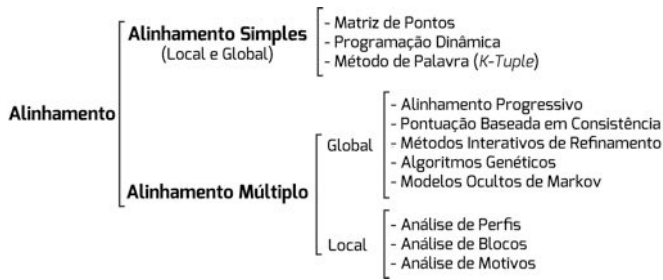 Alinhamento
Alinhamento Simples
(Local e Global)
- Matriz de Pontos
- Programação Dinâmica
- Método de Palavra (K-Tuple)
Alinhamento Múltiplo
Global
- Alinhamento Progressivo
- Pontuação Baseada em Consistência
- Métodos Interativos de Refinamento
- Algoritmos Genéticos
- Modelos Ocultos de Markov
Local
- Análise de Perfis
- Análise de Blocos
- Análise de Motivos